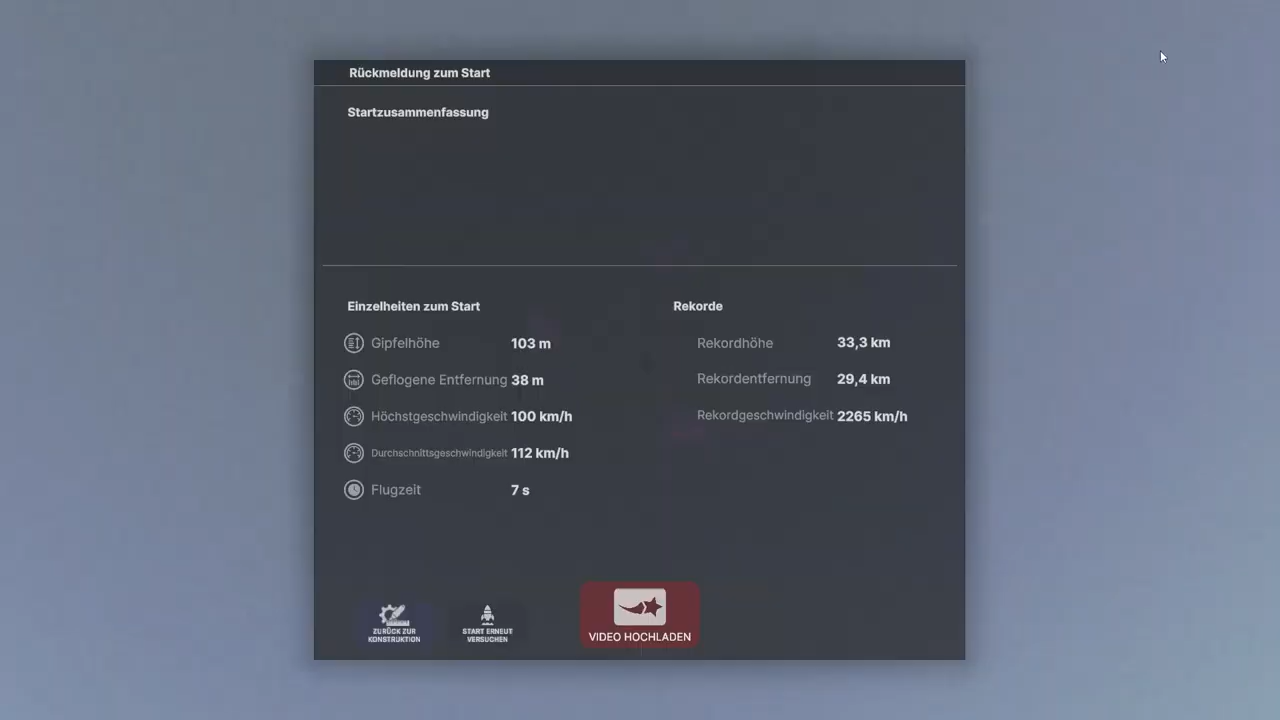 Rückmeldung zum Start
Startzusammenfassung
Einzelheiten zum Start
Gipfelhöhe 103 m
Geflogene Entfernung 38 m
Höchstgeschwindigkeit 100 km/h
Durchschnittsgeschwindigkeit 112 km/h
Flugzeit 7 s
Rekorde
Rekordhöhe 33,3 km
Rekordentfernung 29,4 km
Rekordgeschwindigkeit 2265 km/h
ZURÜCK ZUR
KONSTRUKTION
START ERNEUT
VERSUCHEN
VIDEO HOCHLADEN